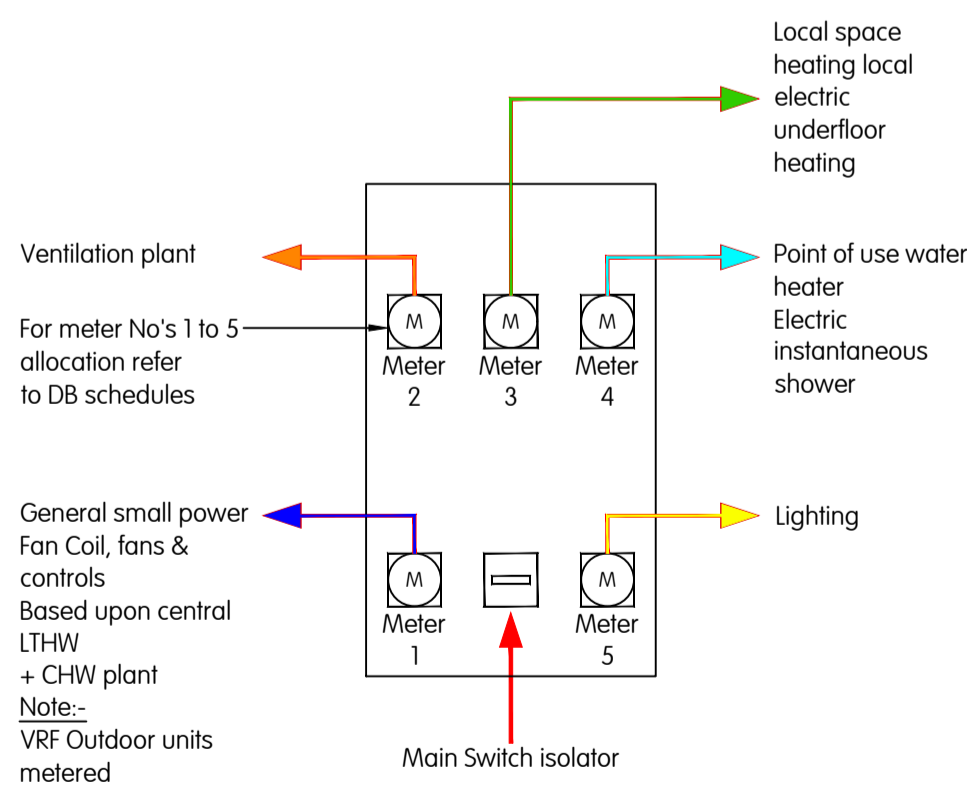 Local space
heating local
electric
underfloor
heating
Ventilation plant
For meter No's 1 to 5
allocation refer
to DB schedules
M
Meter
2
M
Meter
3
M
Meter
4
Point of use water
heater
Electric
instantaneous
shower
General small power
Fan Coil, fans &
controls
Based upon central
LTHW
+ CHW plant
Note:-
VRF Outdoor units
metered
M
Meter
1
M
Meter
5
Lighting
Main Switch isolator